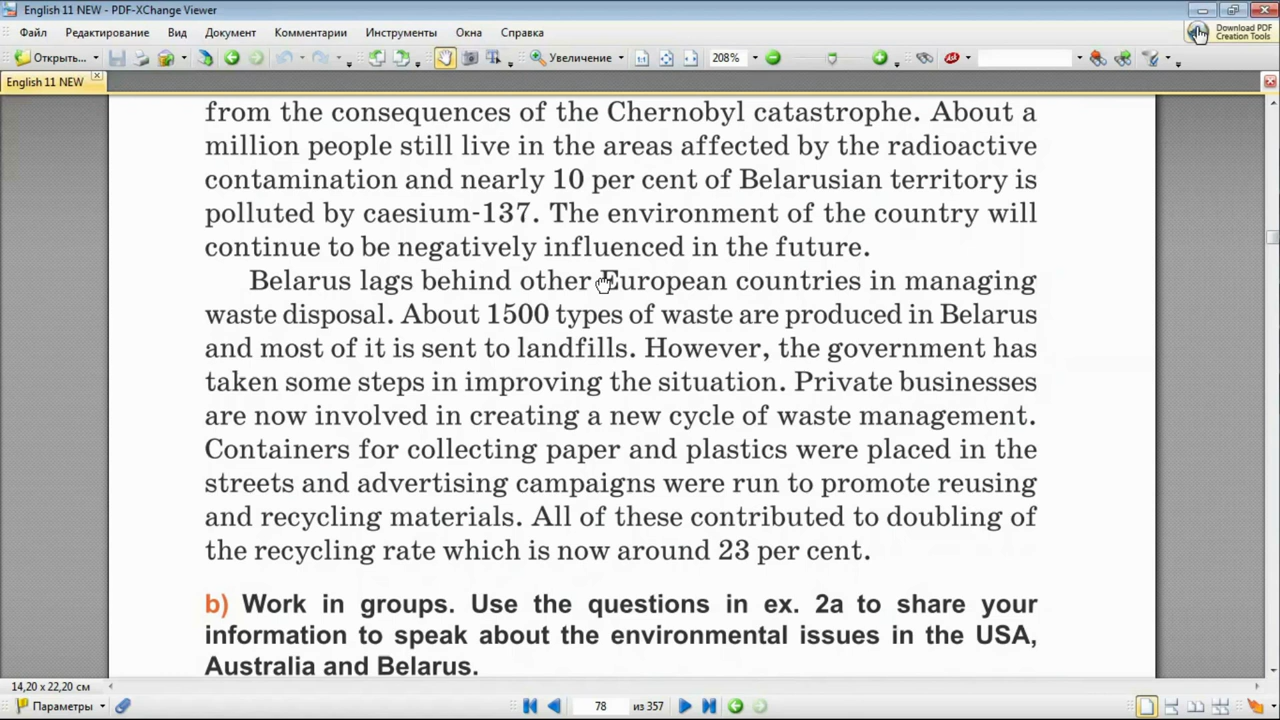 English 11 NEW - PDF-XChange Viewer
Файл Редактирование Вид Документ Комментарии Инструменты Окна Справка
Download PDF
Creation Tools
Открыть... Увеличение 208%
English 11 NEW
from the consequences of the Chernobyl catastrophe. About a
million people still live in the areas affected by the radioactive
contamination and nearly 10 per cent of Belarusian territory is
polluted by caesium-137. The environment of the country will
continue to be negatively influenced in the future.
Belarus lags behind other European countries in managing
waste disposal. About 1500 types of waste are produced in Belarus
and most of it is sent to landfills. However, the government has
taken some steps in improving the situation. Private businesses
are now involved in creating a new cycle of waste management.
Containers for collecting paper and plastics were placed in the
streets and advertising campaigns were run to promote reusing
and recycling materials. All of these contributed to doubling of
the recycling rate which is now around 23 per cent.
b) Work in groups. Use the questions in ex. 2a to share your
information to speak about the environmental issues in the USA,
Australia and Belarus.
14,20 x 22,20 см
Параметры 78 из 357